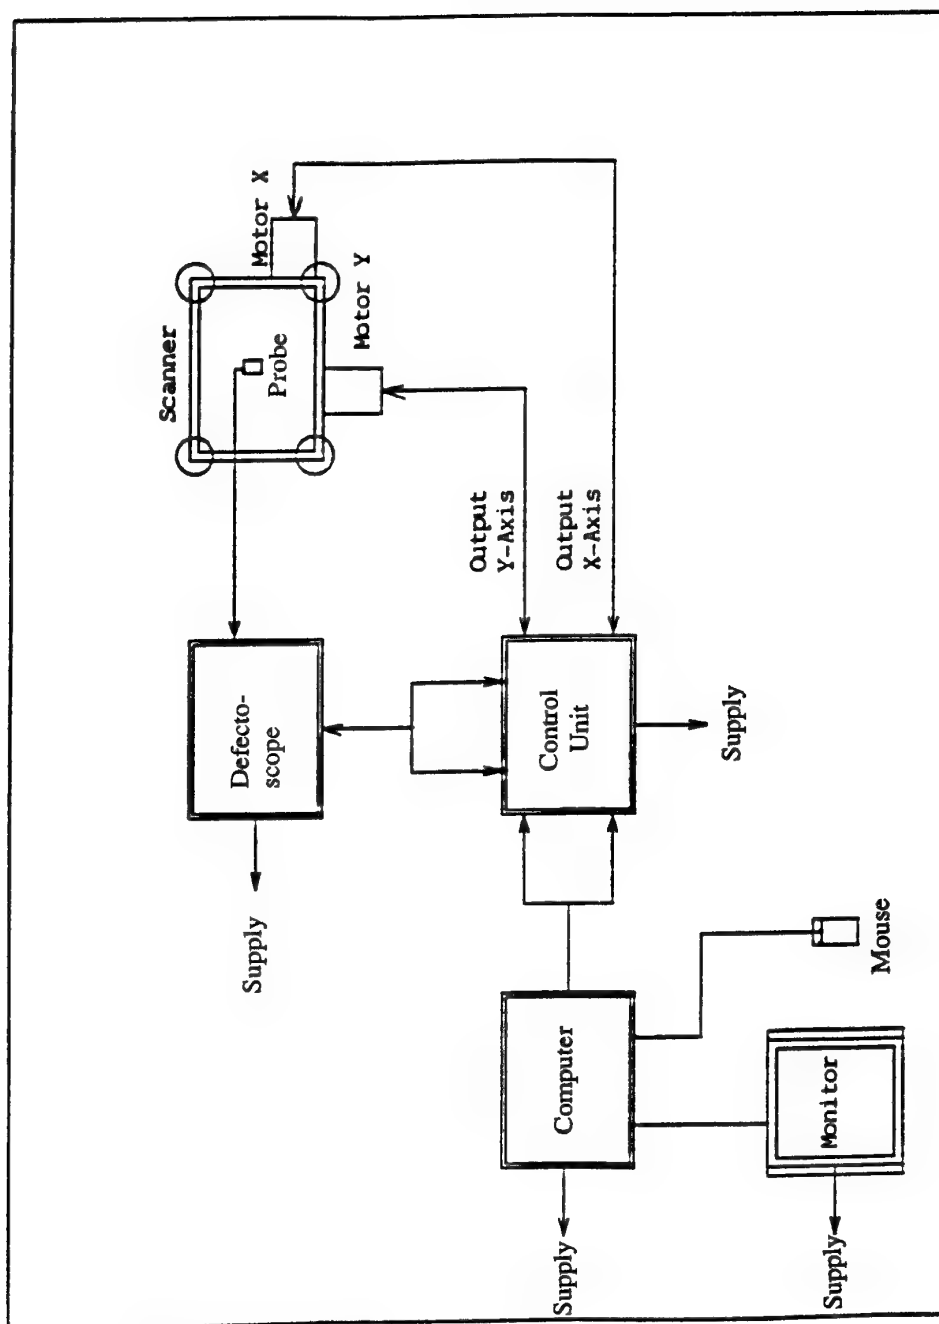 Scanner
Motor X
Probe
Motor Y
Defecto-
scope
Supply
Output
Y-Axis
Output
X-Axis
Control
Unit
Supply
Computer
Mouse
Monitor
Supply
Supply